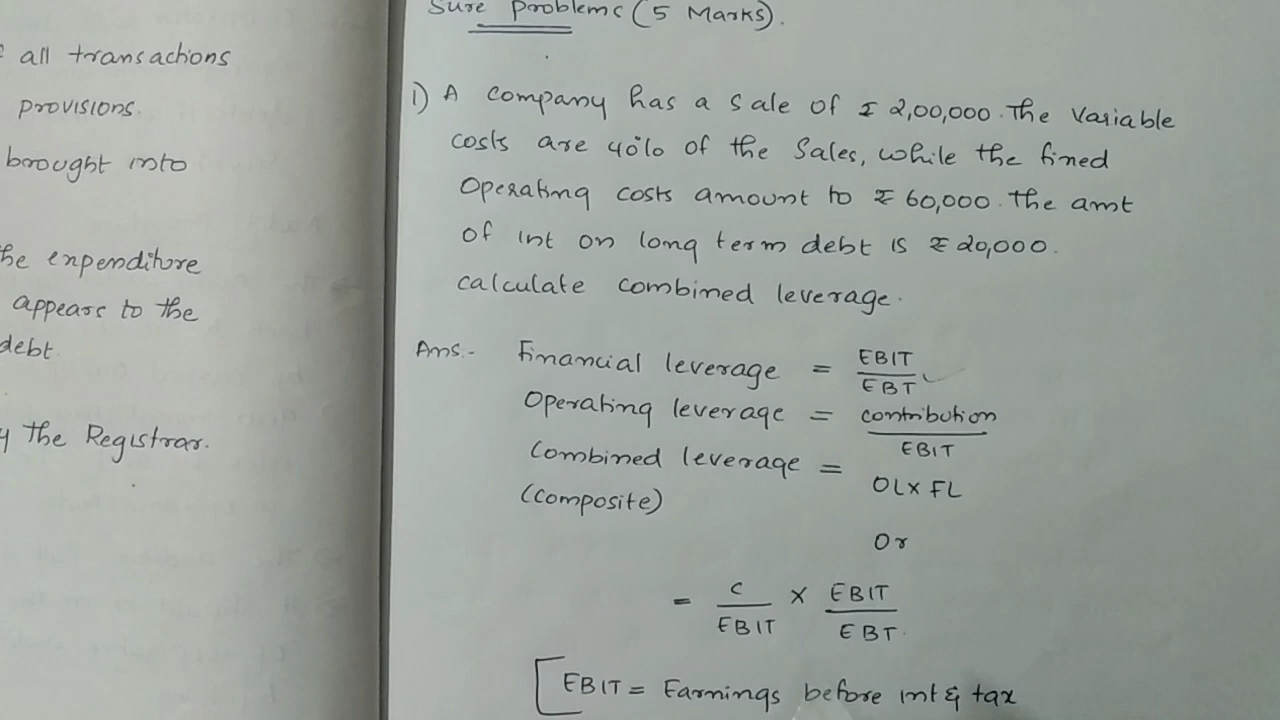 all transactions
provisions.
brought into
the expenditure
appears to the
debt
y the Registrar.
Sure problems (5 Marks).
1) A company has a sale of ₹ 2,00,000. The variable
costs are 40% of the sales, while the fixed
operating costs amount to ₹ 60,000. The amt
of int on long term debt is ₹ 20,000.
calculate combined leverage.
Ans:- Financial leverage = EBIT / EBT
Operating leverage = contribution / EBIT
Combined leverage = OL X FL
(composite)
Or
= C / EBIT X EBIT / EBT.
[EBIT = Earnings before int & tax